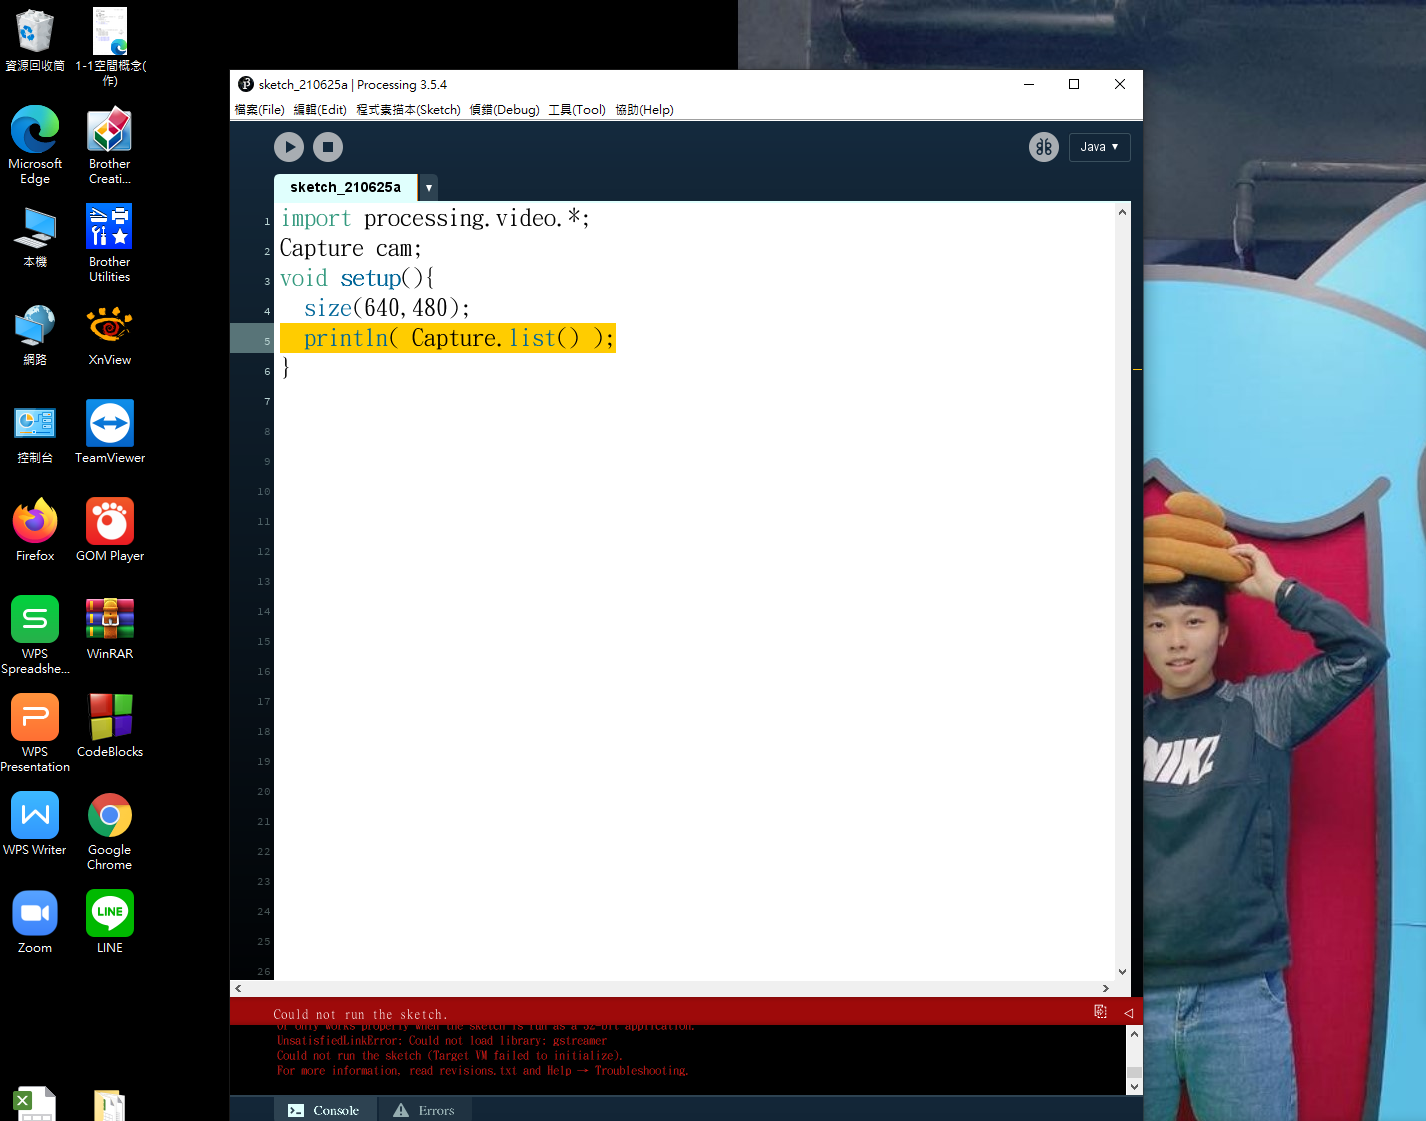 資源回收筒
1-1空間概念(
作)
Microsoft
Edge
Brother
Creati...
本機
Brother
Utilities
網路
XnView
控制台
TeamViewer
Firefox
GOM Player
WPS
Spreadshe...
WinRAR
WPS
Presentation
CodeBlocks
WPS Writer
Google
Chrome
Zoom
LINE
LINE
sketch_210625a | Processing 3.5.4
檔案(File) 編輯(Edit) 程式素描本(Sketch) 偵錯(Debug) 工具(Tool) 協助(Help)
Java ▼
sketch_210625a ▼
1 import processing.video.*;
2 Capture cam;
3 void setup(){
4 size(640,480);
5 println( Capture.list() );
6 }
7
8
9
10
11
12
13
14
15
16
17
18
19
20
21
22
23
24
25
26
Could not run the sketch.
or only works properly when the sketch is run as a 32-bit application.
UnsatisfiedLinkError: Could not load library: gstreamer
Could not run the sketch (Target VM failed to initialize).
For more information, read revisions.txt and Help → Troubleshooting.
Console
Errors
NIKE